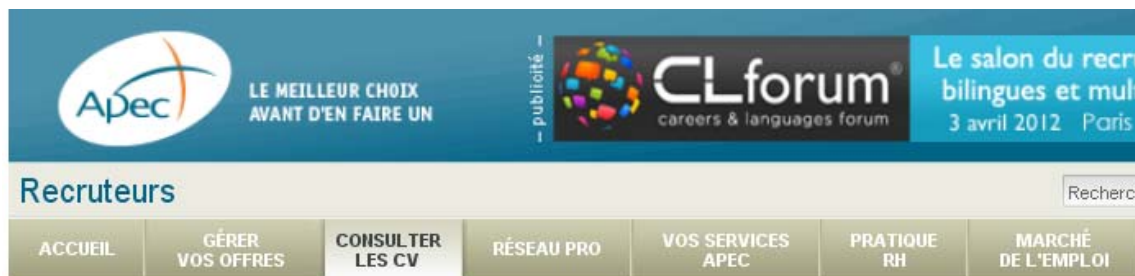 Apec
LE MEILLEUR CHOIX
AVANT D'EN FAIRE UN
publicité
CLforum®
careers & languages forum
Le salon du recru
bilingues et mult
3 avril 2012 Paris
Recruteurs
Recherc
ACCUEIL
GÉRER
VOS OFFRES
CONSULTER
LES CV
RÉSEAU PRO
VOS SERVICES
APEC
PRATIQUE
RH
MARCHÉ
DE L'EMPLOI